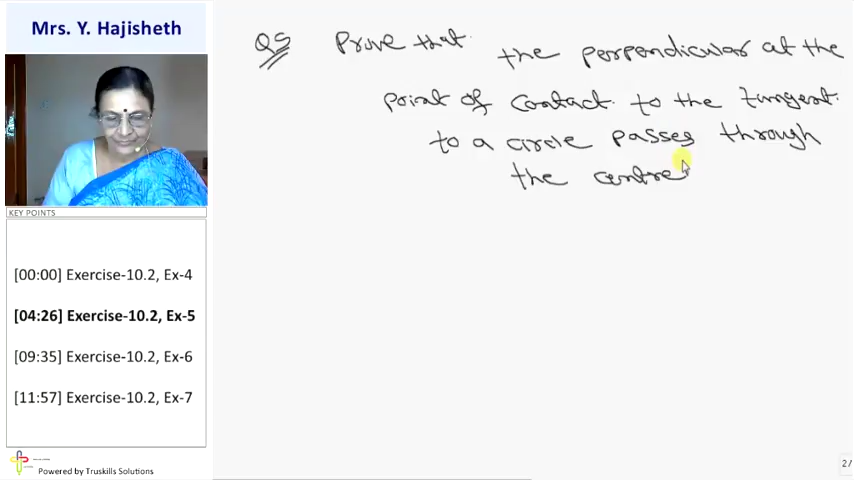 Mrs. Y. Hajisheth
Q5 Prove that the perpendicular at the
point of contact to the tangent
to a circle passes through
the centre
KEY POINTS
[00:00] Exercise-10.2, Ex-4
[04:26] Exercise-10.2, Ex-5
[09:35] Exercise-10.2, Ex-6
[11:57] Exercise-10.2, Ex-7
Powered by Truskills Solutions
2/